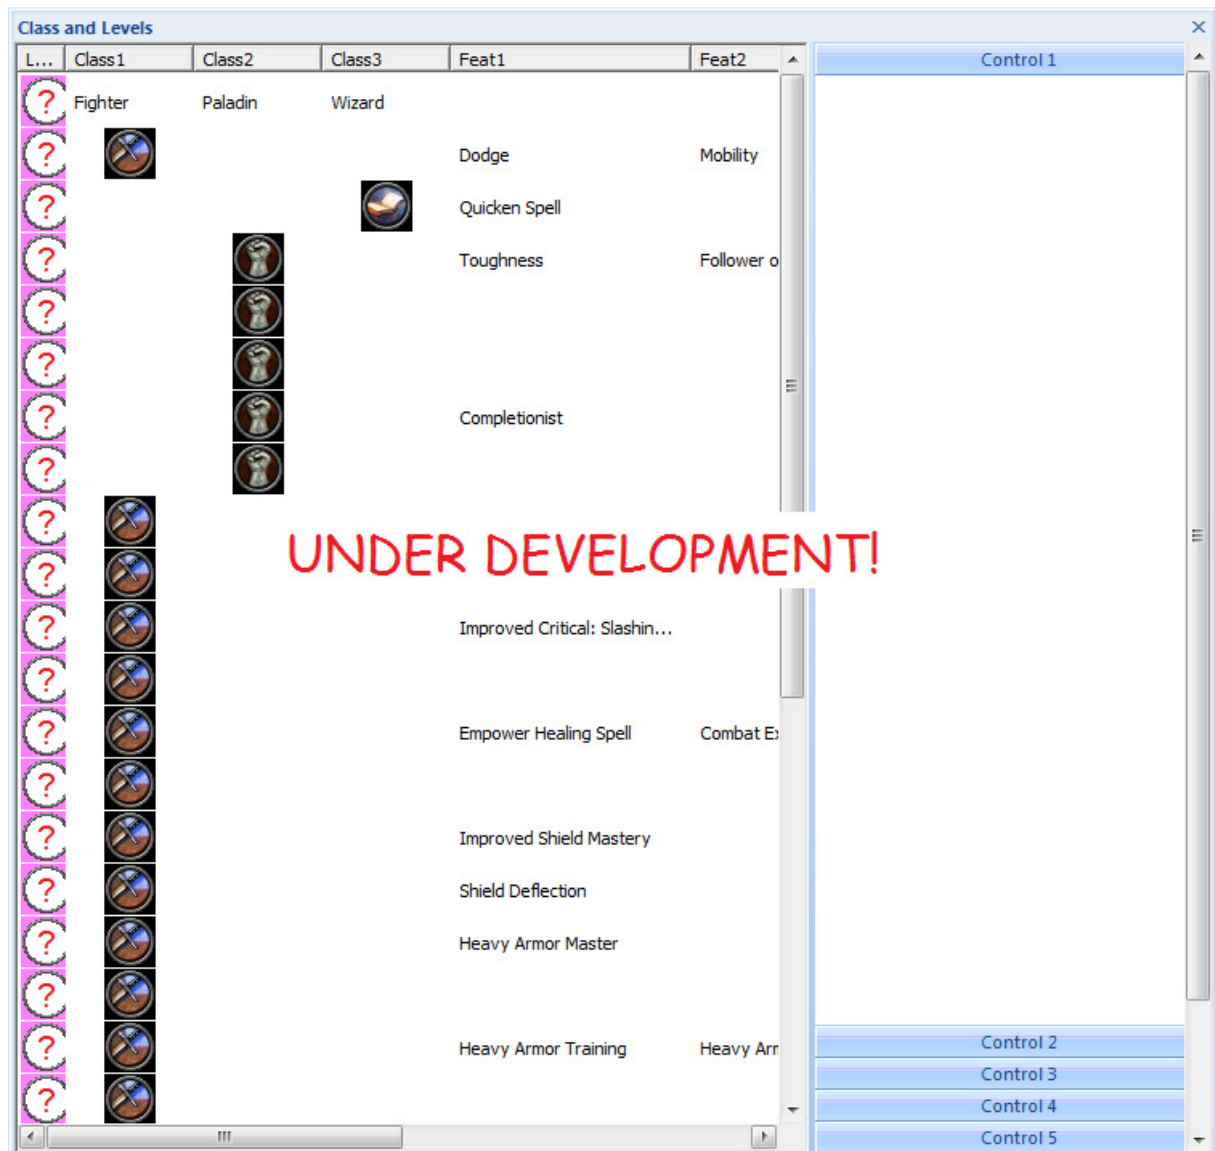 Class and Levels
L... Class1 Class2 Class3 Feat1 Feat2 Control 1
? Fighter Paladin Wizard
? Dodge Mobility
? Quicken Spell
? Toughness Follower o
?
?
? Completionist
?
?
UNDER DEVELOPMENT!
?
? Improved Critical: Slashin...
?
? Empower Healing Spell Combat Ex
?
? Improved Shield Mastery
? Shield Deflection
? Heavy Armor Master
?
? Heavy Armor Training Heavy Arm
?
Control 2
Control 3
Control 4
Control 5